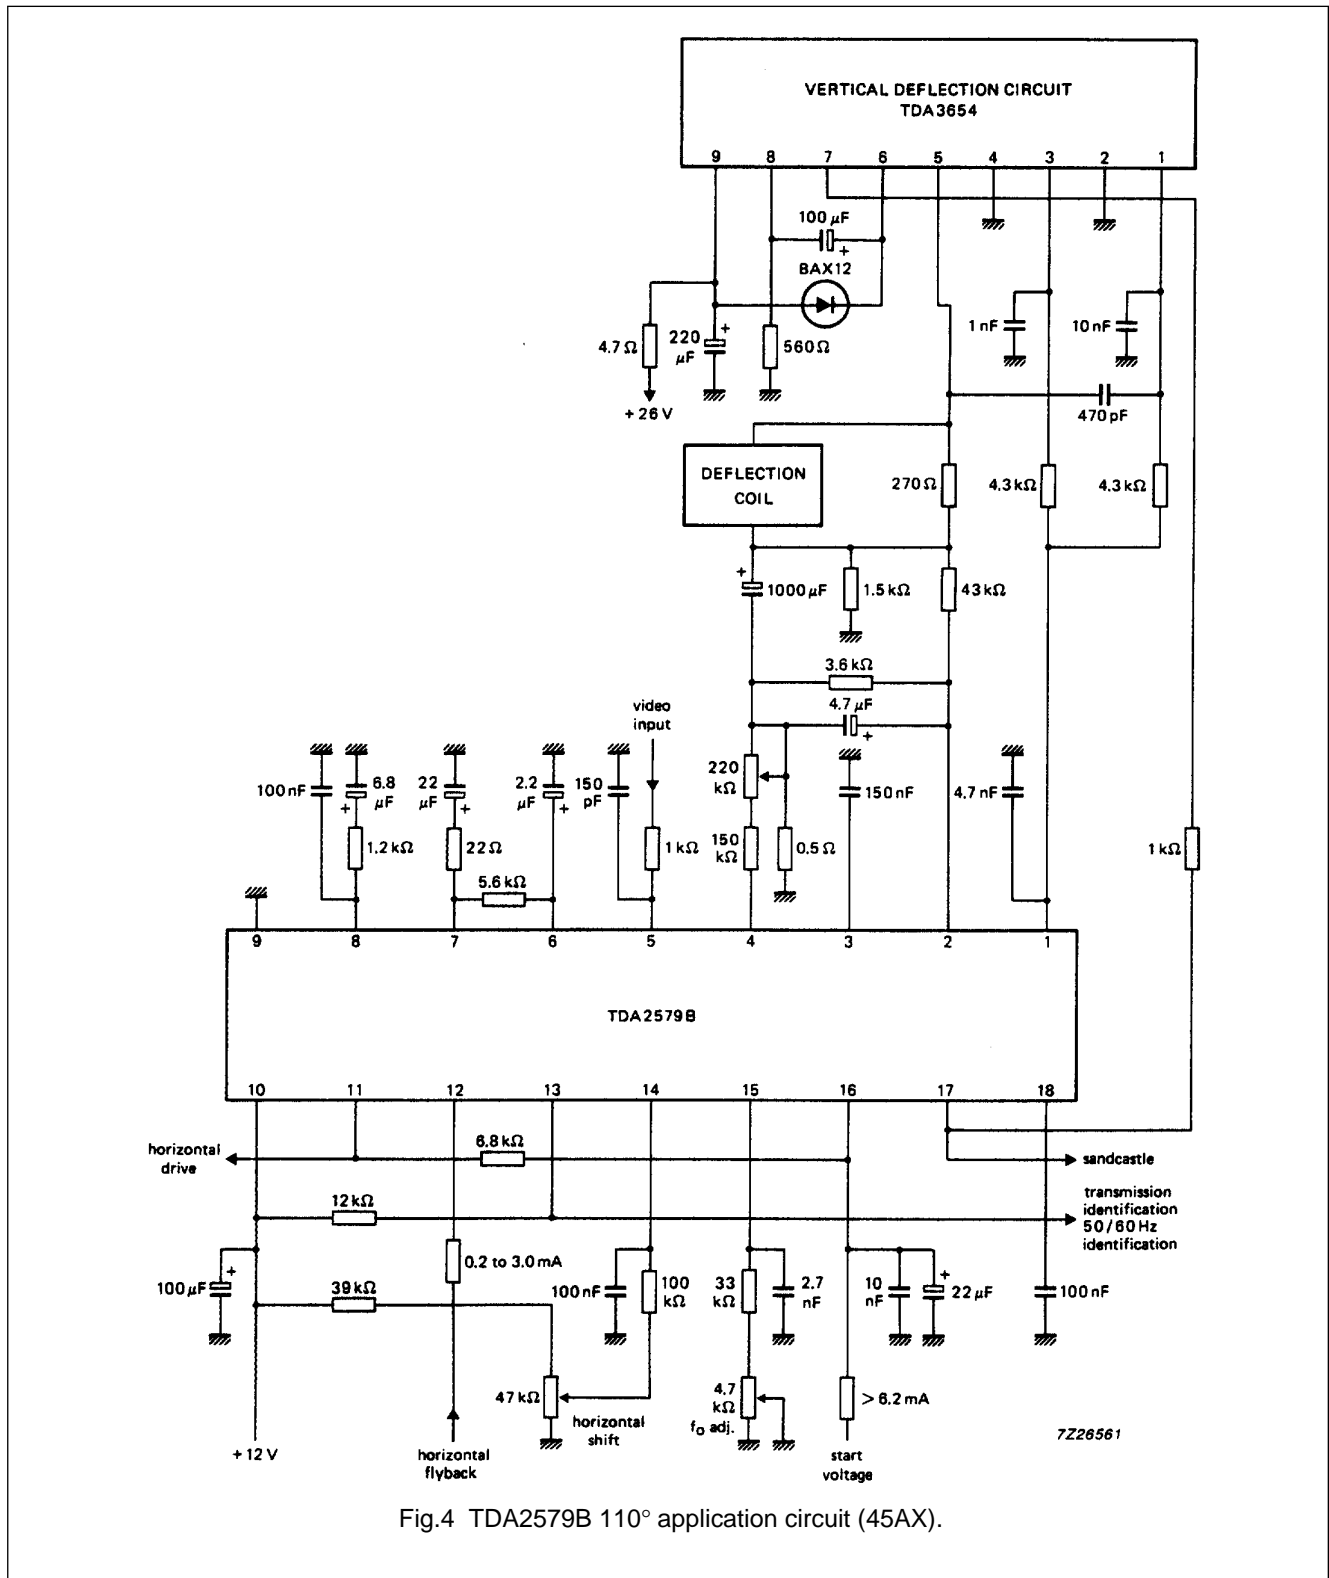 VERTICAL DEFLECTION CIRCUIT
TDA3654
9 8 7 6 5 4 3 2 1
100 μF
+
BAX12
4.7 Ω
220
μF
+
560 Ω
1 nF
10 nF
+ 26 V
470 pF
DEFLECTION
COIL
270 Ω
4.3 kΩ
4.3 kΩ
+
1000 μF
1.5 kΩ
43 kΩ
3.6 kΩ
4.7 μF
+
video
input
100 nF
6.8
μF
+
22
μF
+
2.2
μF
+
150
pF
220
kΩ
150 nF
4.7 nF
1.2 kΩ
22 Ω
1 kΩ
150
kΩ
0.5 Ω
1 kΩ
5.6 kΩ
9 8 7 6 5 4 3 2 1
TDA2579B
10 11 12 13 14 15 16 17 18
horizontal
drive
6.8 kΩ
sandcastle
12 kΩ
transmission
identification
50 / 60 Hz
identification
100 μF
+
0.2 to 3.0 mA
39 kΩ
100 nF
100
kΩ
33
kΩ
2.7
nF
10
nF
+
22 μF
100 nF
47 kΩ
horizontal
shift
4.7
kΩ
fo adj.
> 6.2 mA
+ 12 V
horizontal
flyback
start
voltage
7Z26561
Fig.4 TDA2579B 110° application circuit (45AX).